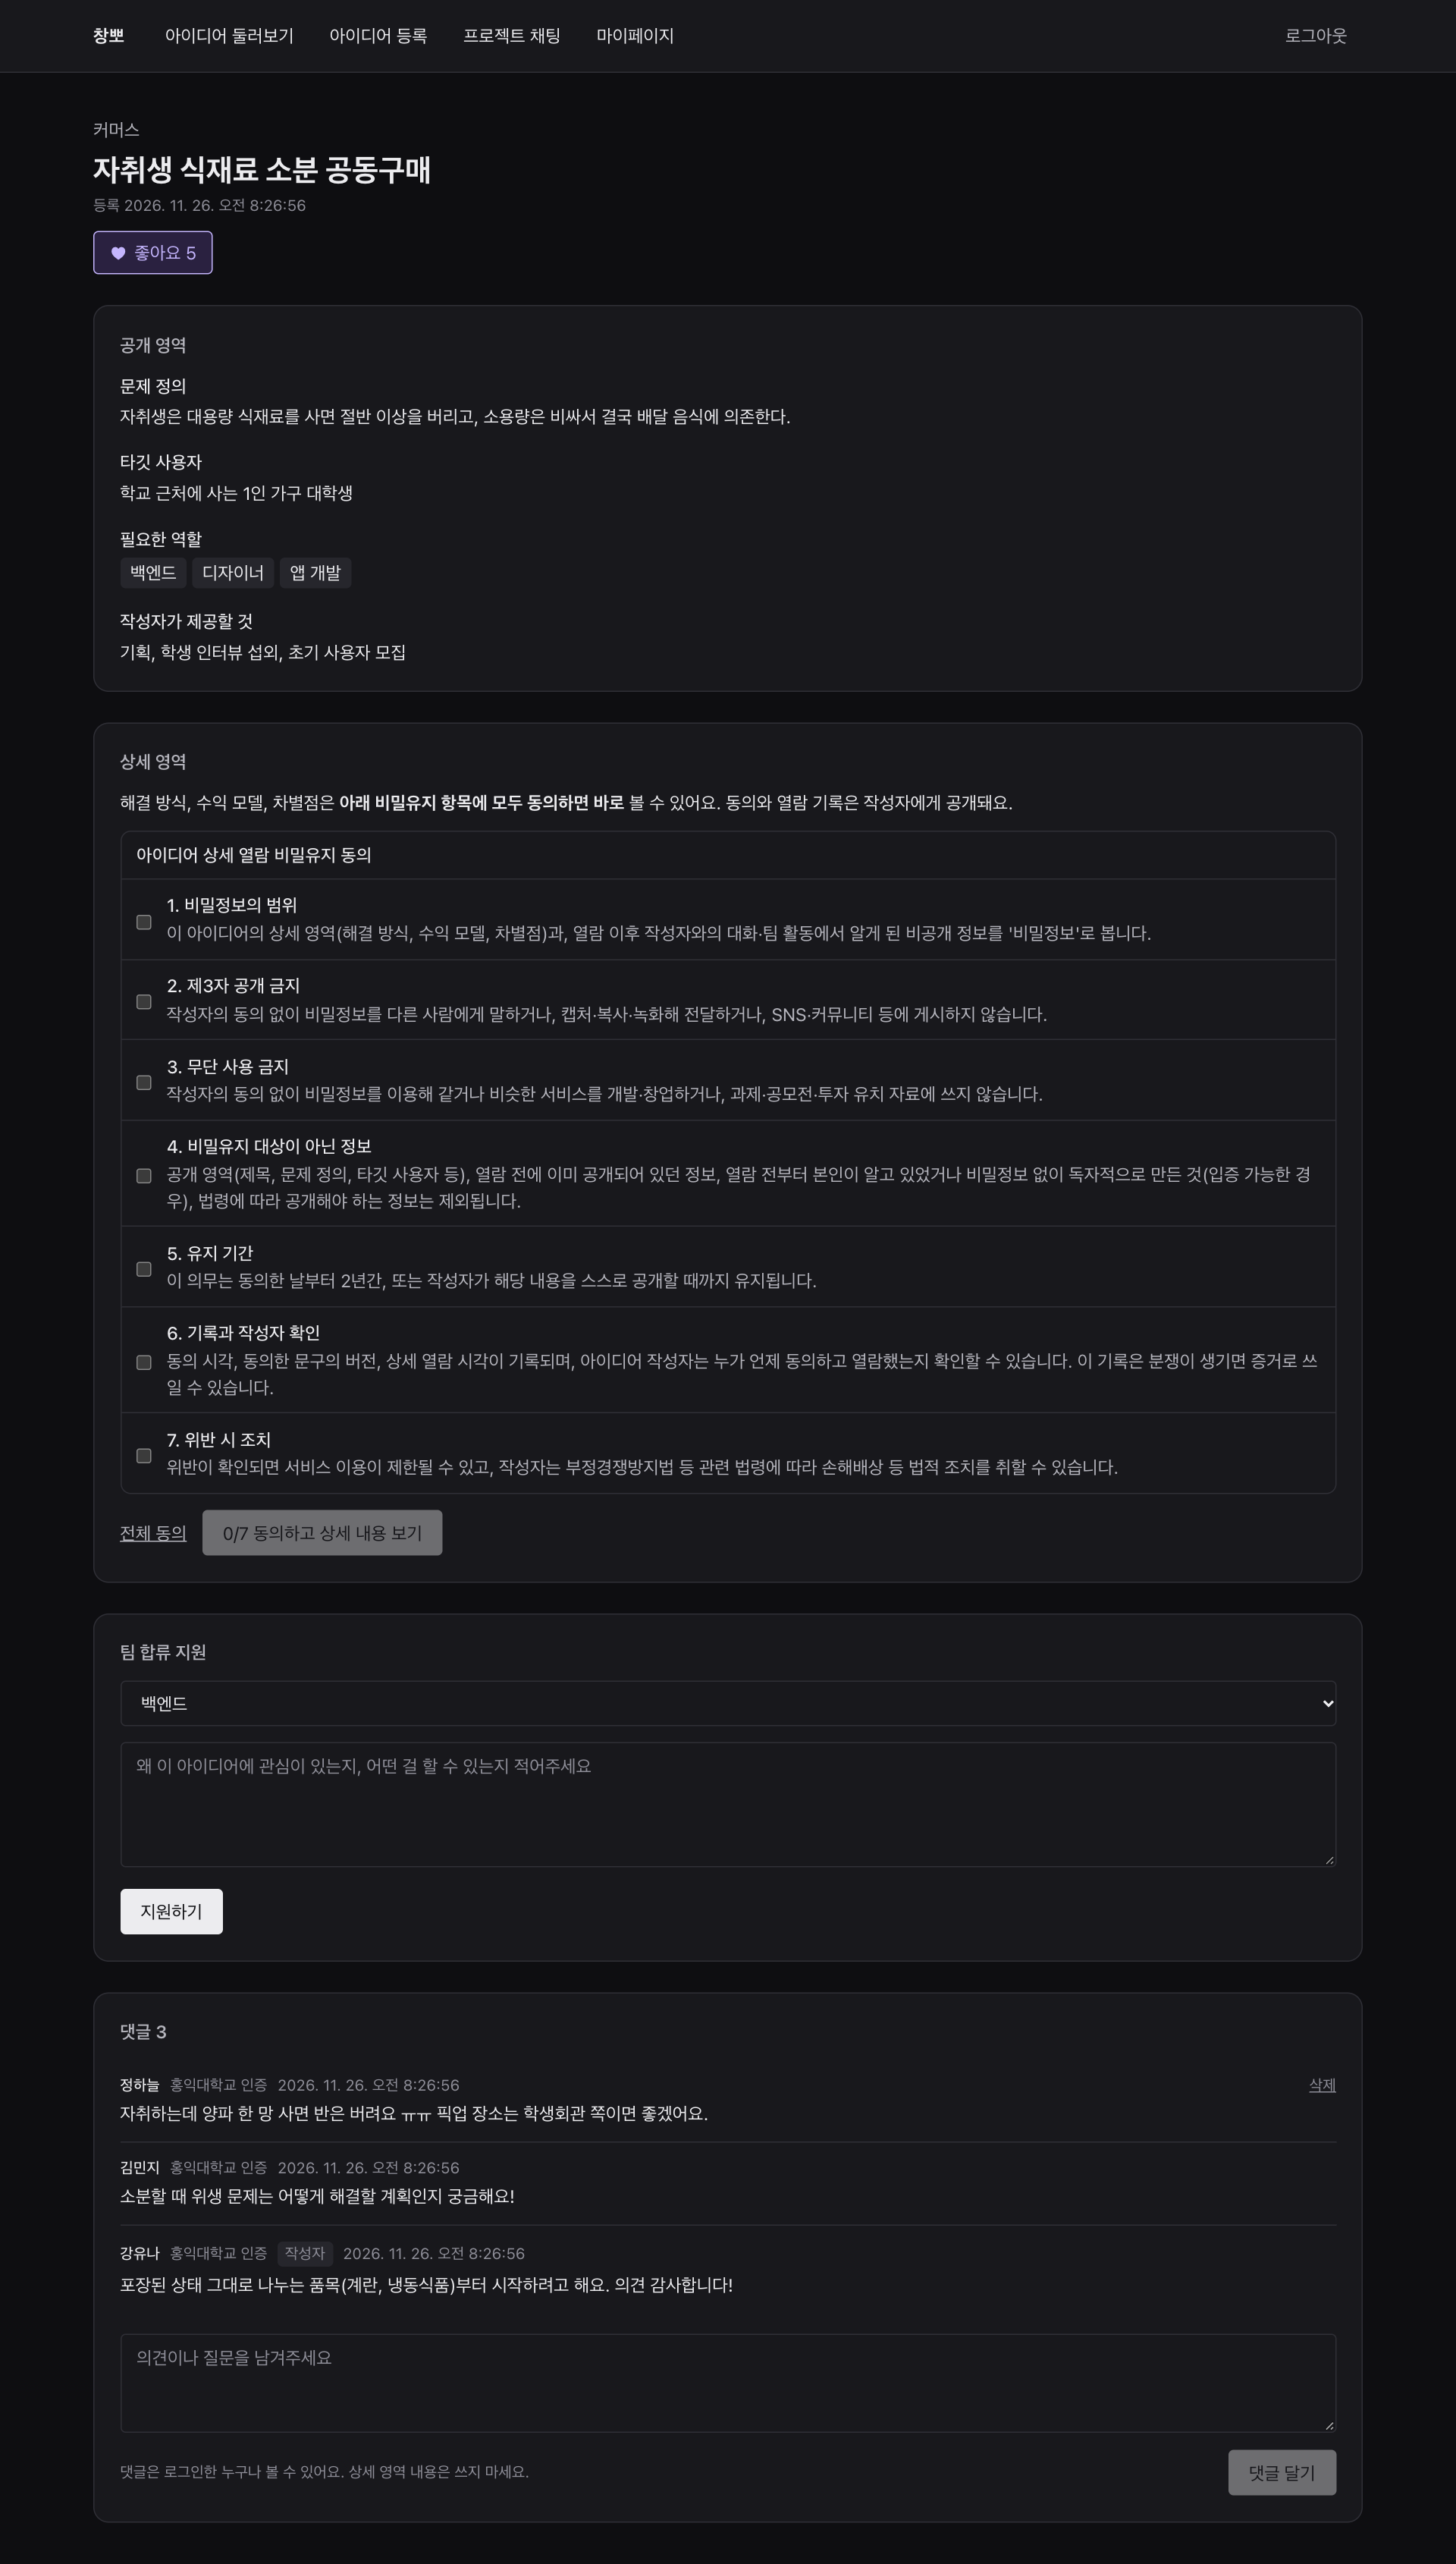 창뽀
아이디어 둘러보기
아이디어 등록
프로젝트 채팅
마이페이지
로그아웃
커머스
자취생 식재료 소분 공동구매
등록 2026. 11. 26. 오전 8:26:56
좋아요 5
공개 영역
문제 정의
자취생은 대용량 식재료를 사면 절반 이상을 버리고, 소용량은 비싸서 결국 배달 음식에 의존한다.
타깃 사용자
학교 근처에 사는 1인 가구 대학생
필요한 역할
백엔드 디자이너 앱 개발
작성자가 제공할 것
기획, 학생 인터뷰 섭외, 초기 사용자 모집
상세 영역
해결 방식, 수익 모델, 차별점은 아래 비밀유지 항목에 모두 동의하면 바로 볼 수 있어요. 동의와 열람 기록은 작성자에게 공개돼요.
아이디어 상세 열람 비밀유지 동의
1. 비밀정보의 범위
이 아이디어의 상세 영역(해결 방식, 수익 모델, 차별점)과, 열람 이후 작성자와의 대화·팀 활동에서 알게 된 비공개 정보를 '비밀정보'로 봅니다.
2. 제3자 공개 금지
작성자의 동의 없이 비밀정보를 다른 사람에게 말하거나, 캡처·복사·녹화해 전달하거나, SNS·커뮤니티 등에 게시하지 않습니다.
3. 무단 사용 금지
작성자의 동의 없이 비밀정보를 이용해 같거나 비슷한 서비스를 개발·창업하거나, 과제·공모전·투자 유치 자료에 쓰지 않습니다.
4. 비밀유지 대상이 아닌 정보
공개 영역(제목, 문제 정의, 타깃 사용자 등), 열람 전에 이미 공개되어 있던 정보, 열람 전부터 본인이 알고 있었거나 비밀정보 없이 독자적으로 만든 것(입증 가능한 경
우), 법령에 따라 공개해야 하는 정보는 제외됩니다.
5. 유지 기간
이 의무는 동의한 날부터 2년간, 또는 작성자가 해당 내용을 스스로 공개할 때까지 유지됩니다.
6. 기록과 작성자 확인
동의 시각, 동의한 문구의 버전, 상세 열람 시각이 기록되며, 아이디어 작성자는 누가 언제 동의하고 열람했는지 확인할 수 있습니다. 이 기록은 분쟁이 생기면 증거로 쓰
일 수 있습니다.
7. 위반 시 조치
위반이 확인되면 서비스 이용이 제한될 수 있고, 작성자는 부정경쟁방지법 등 관련 법령에 따라 손해배상 등 법적 조치를 취할 수 있습니다.
전체 동의
0/7 동의하고 상세 내용 보기
팀 합류 지원
백엔드
왜 이 아이디어에 관심이 있는지, 어떤 걸 할 수 있는지 적어주세요
지원하기
댓글 3
정하늘 홍익대학교 인증 2026. 11. 26. 오전 8:26:56
삭제
자취하는데 양파 한 망 사면 반은 버려요 ㅠㅠ 픽업 장소는 학생회관 쪽이면 좋겠어요.
김민지 홍익대학교 인증 2026. 11. 26. 오전 8:26:56
소분할 때 위생 문제는 어떻게 해결할 계획인지 궁금해요!
강유나 홍익대학교 인증 작성자 2026. 11. 26. 오전 8:26:56
포장된 상태 그대로 나누는 품목(계란, 냉동식품)부터 시작하려고 해요. 의견 감사합니다!
의견이나 질문을 남겨주세요
댓글은 로그인한 누구나 볼 수 있어요. 상세 영역 내용은 쓰지 마세요.
댓글 달기